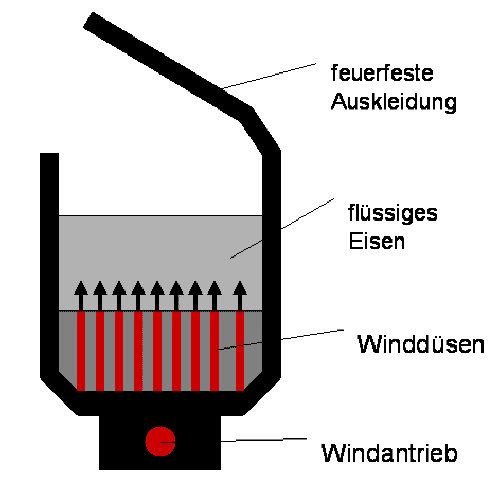 feuerfeste
Auskleidung
flüssiges
Eisen
Winddüsen
Windantrieb